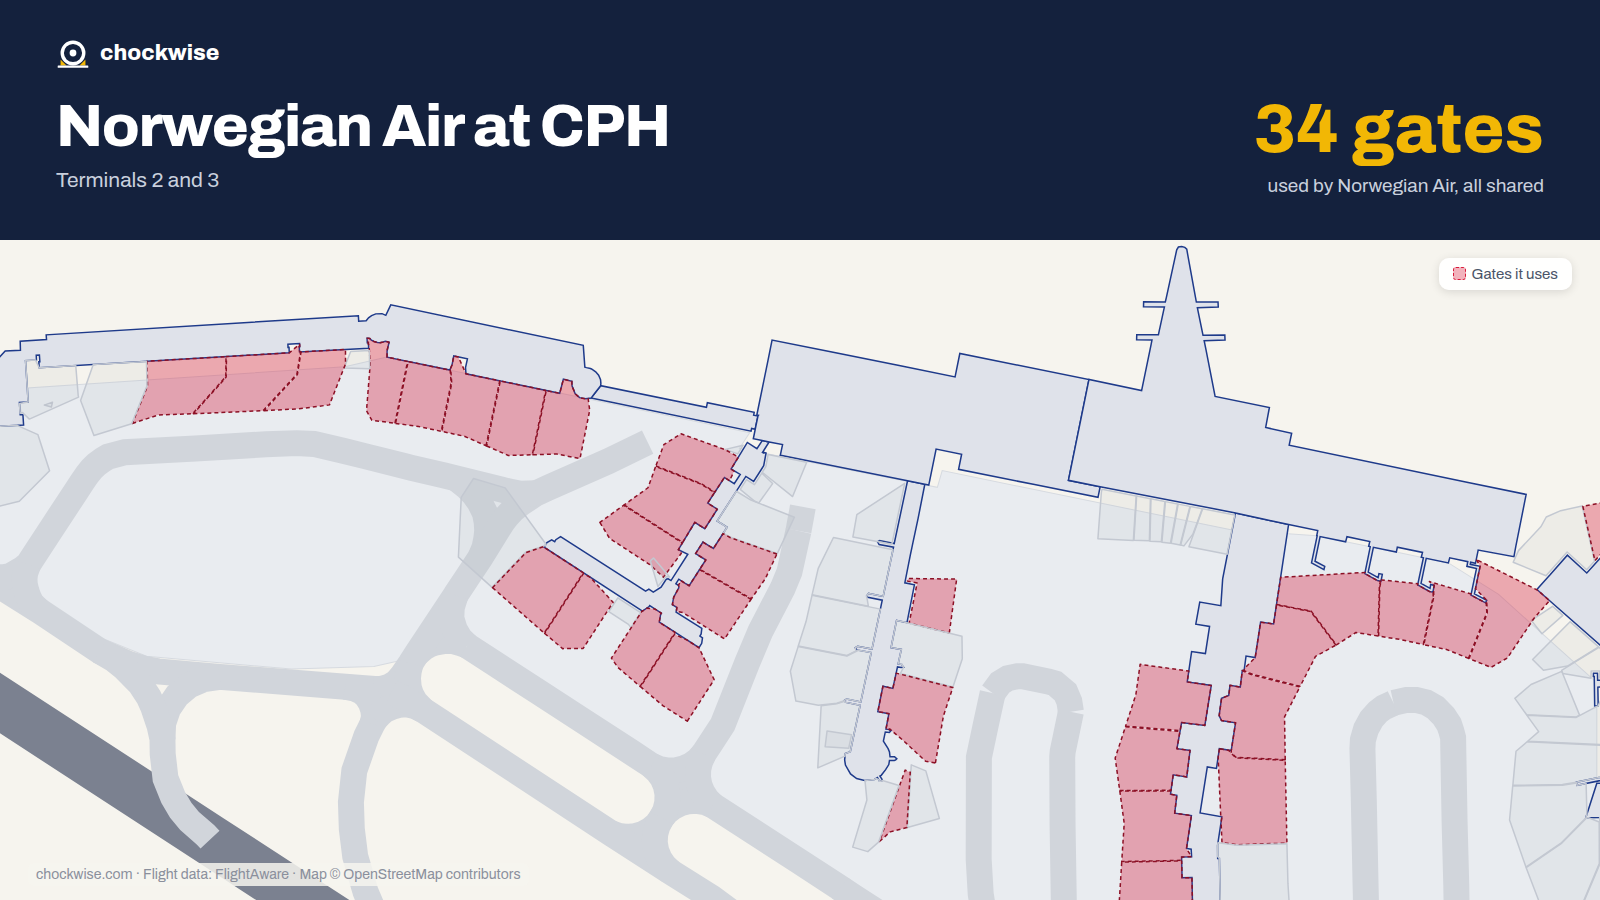 chockwise
Norwegian Air at CPH
Terminals 2 and 3
34 gates
used by Norwegian Air, all shared
Gates it uses
chockwise.com · Flight data: FlightAware · Map © OpenStreetMap contributors